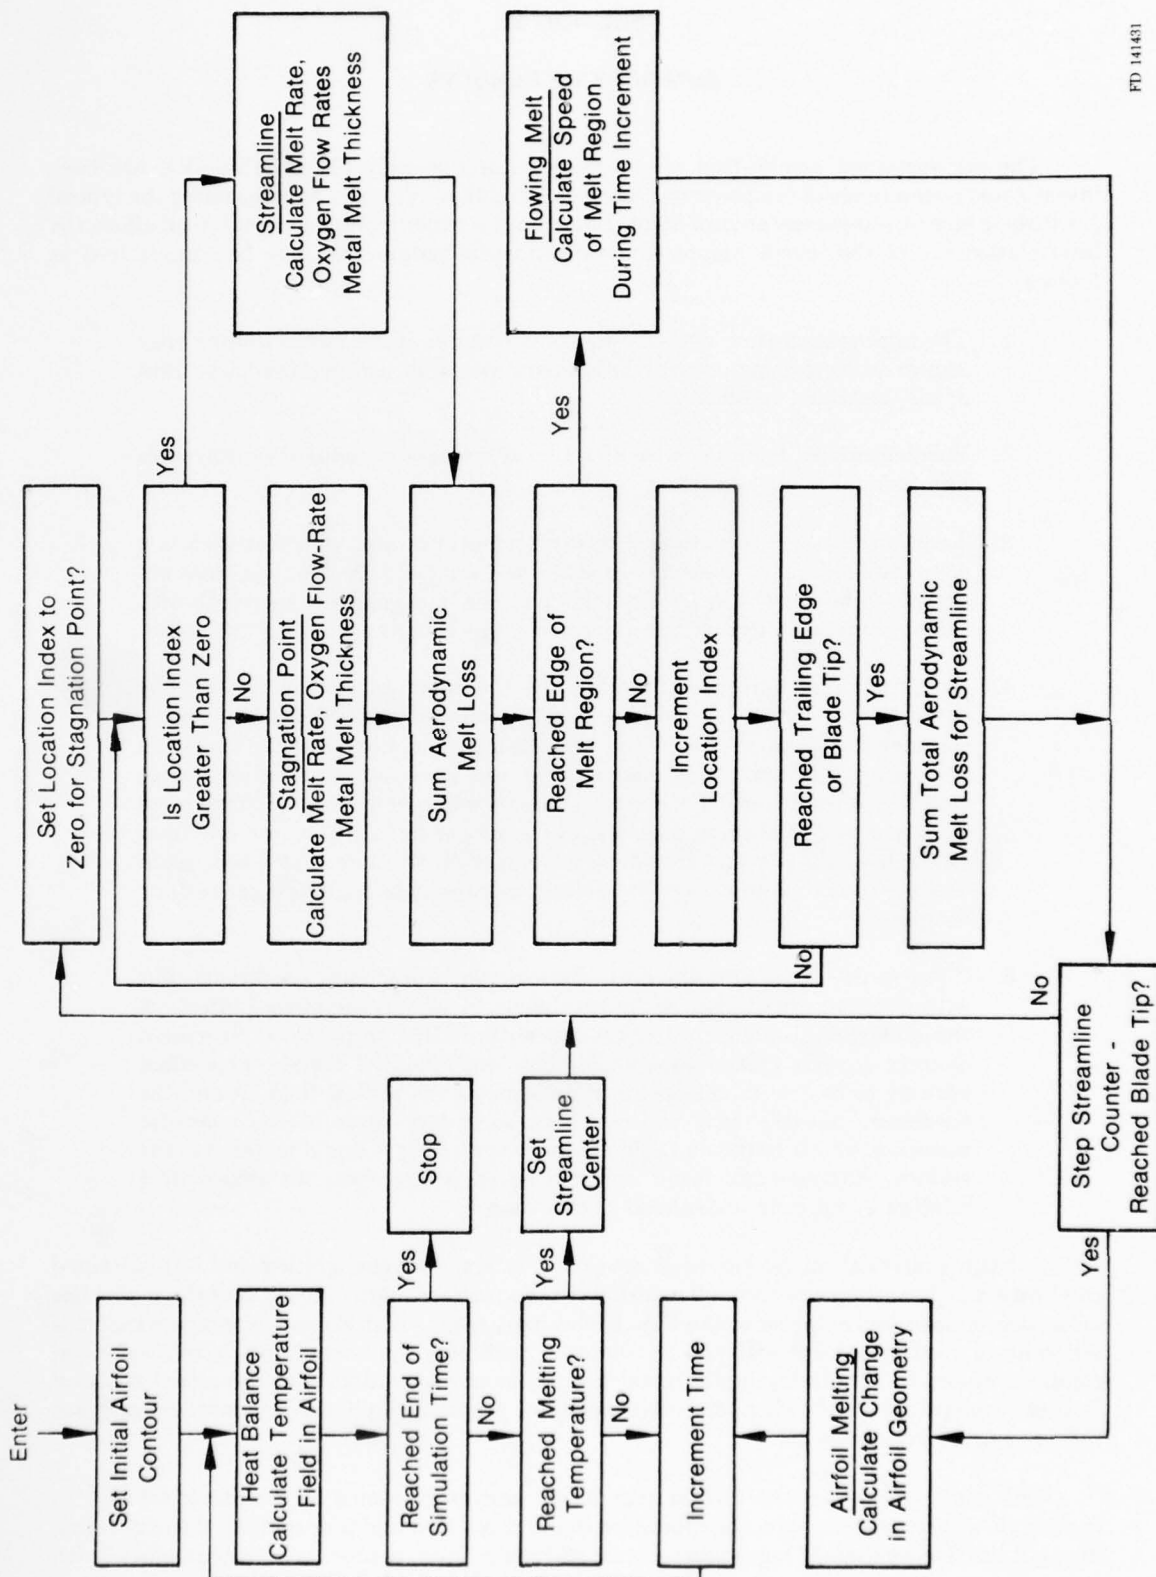 Enter
Set Initial Airfoil
Contour
Heat Balance
Calculate Temperature
Field in Airfoil
Reached End of
Simulation Time?
Yes
Stop
No
Reached Melting
Temperature?
Yes
Set
Streamline
Center
No
Increment Time
Airfoil Melting
Calculate Change
in Airfoil Geometry
Yes
Step Streamline
Counter -
Reached Blade Tip?
No
Set Location Index to
Zero for Stagnation Point?
Is Location Index
Greater Than Zero
Yes
No
Streamline
Calculate Melt Rate,
Oxygen Flow Rates
Metal Melt Thickness
Stagnation Point
Calculate Melt Rate, Oxygen Flow-Rate
Metal Melt Thickness
Sum Aerodynamic
Melt Loss
Reached Edge of
Melt Region?
Yes
No
Flowing Melt
Calculate Speed
of Melt Region
During Time Increment
Increment
Location Index
Reached Trailing Edge
or Blade Tip?
No
Yes
Sum Total Aerodynamic
Melt Loss for Streamline
FD 141431